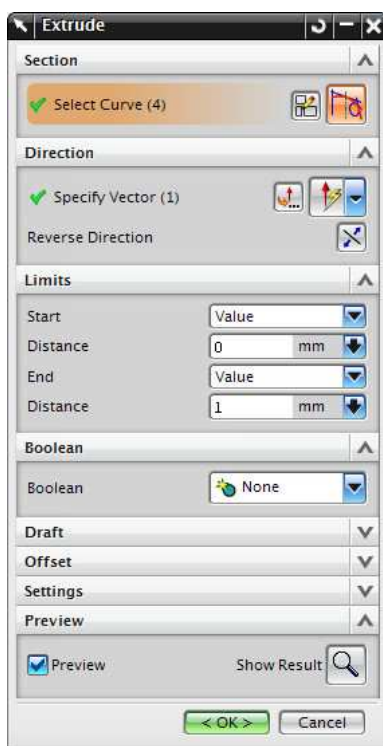 Extrude
Section
Select Curve (4)
Direction
Specify Vector (1)
Reverse Direction
Limits
Start Value
Distance 0 mm
End Value
Distance 1 mm
Boolean
Boolean None
Draft
Offset
Settings
Preview
Preview Show Result
< OK > Cancel